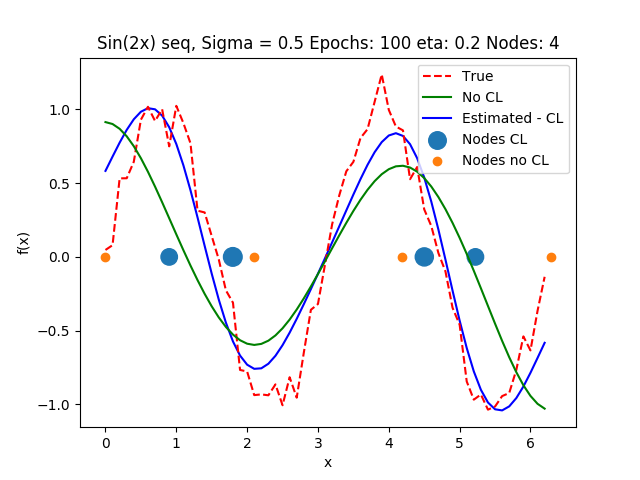 Sin(2x) seq, Sigma = 0.5 Epochs: 100 eta: 0.2 Nodes: 4
True
No CL
Estimated - CL
Nodes CL
Nodes no CL
1.0
0.5
0.0
−0.5
−1.0
f(x)
0 1 2 3 4 5 6
x